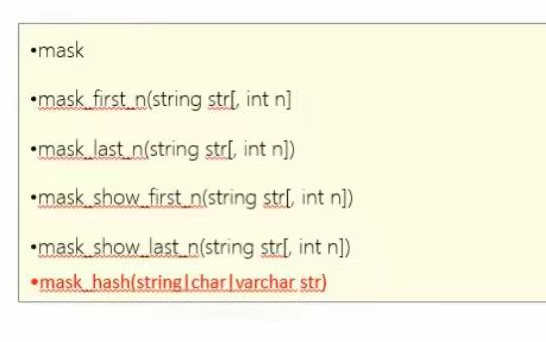 •mask
•mask_first_n(string str[, int n]
•mask_last_n(string str[, int n])
•mask_show_first_n(string str[, int n])
•mask_show_last_n(string str[, int n])
•mask_hash(string|char|varchar str)